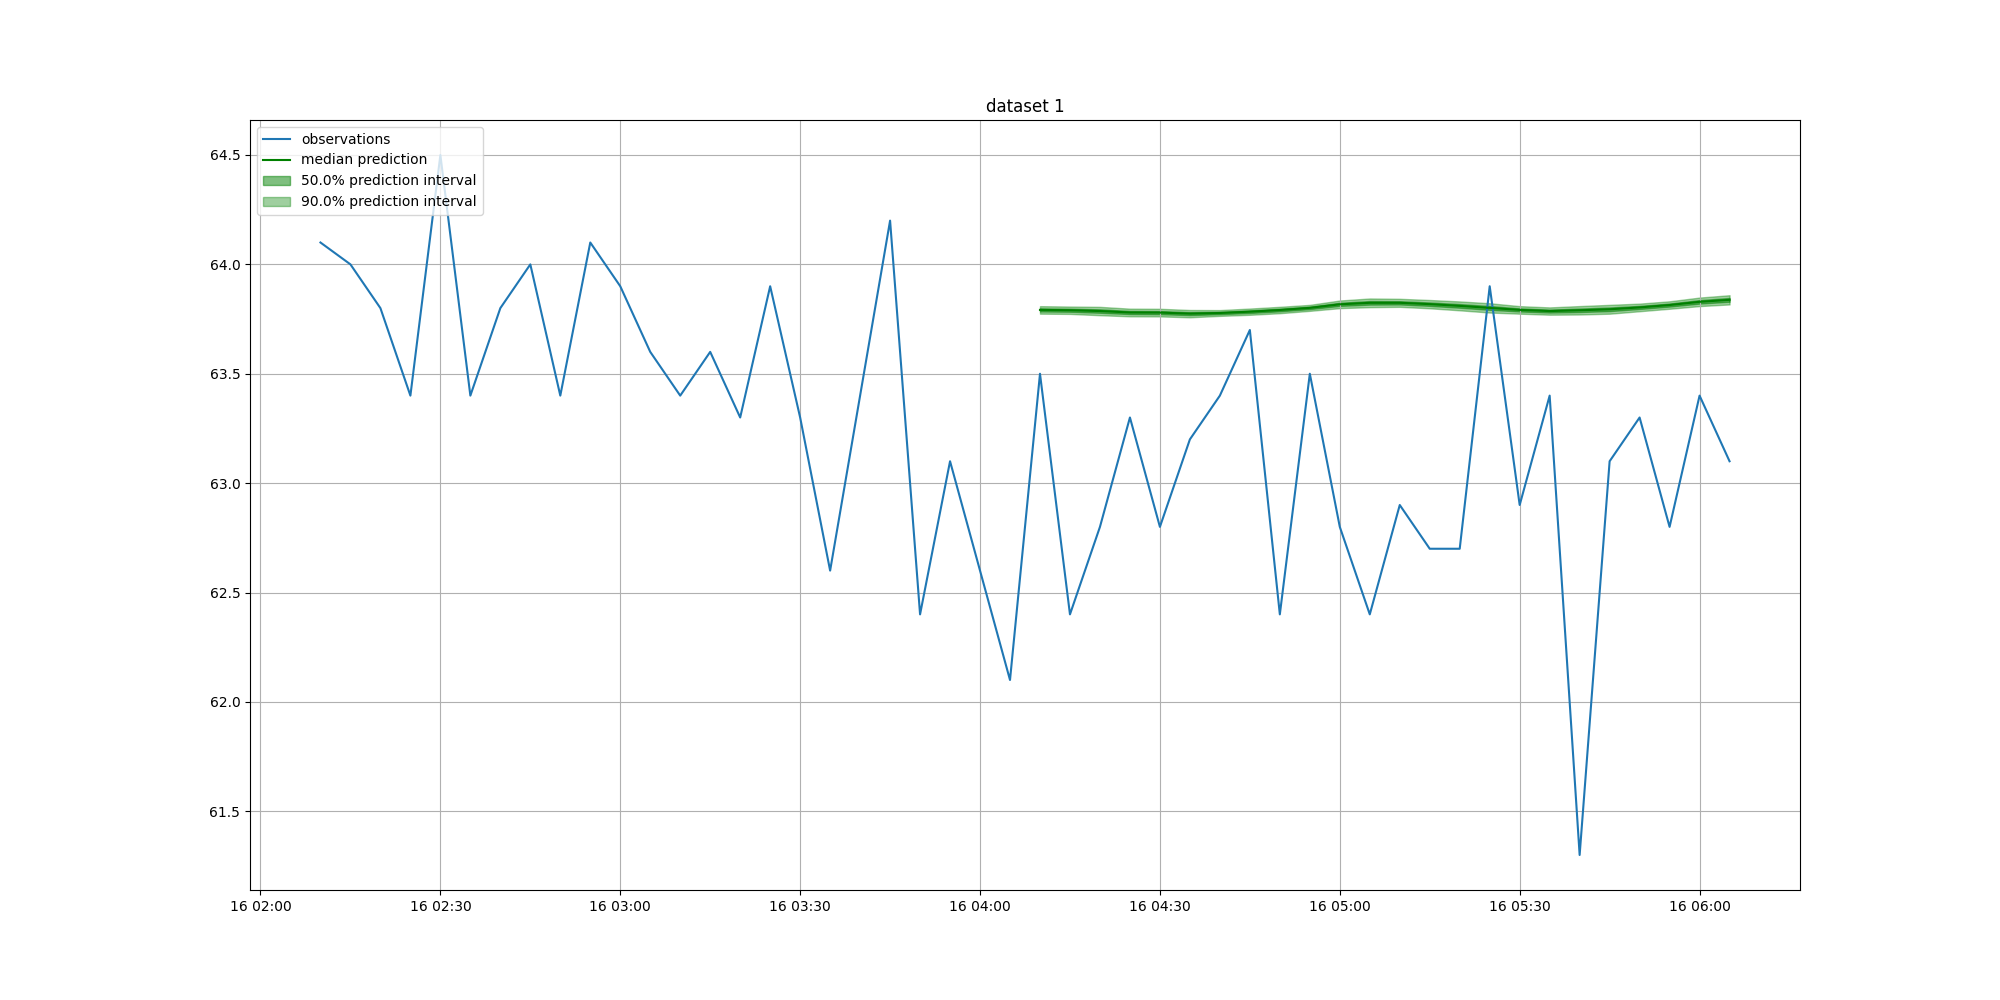 dataset 1
observations
median prediction
50.0% prediction interval
90.0% prediction interval
64.5
64.0
63.5
63.0
62.5
62.0
61.5
16 02:00 16 02:30 16 03:00 16 03:30 16 04:00 16 04:30 16 05:00 16 05:30 16 06:00